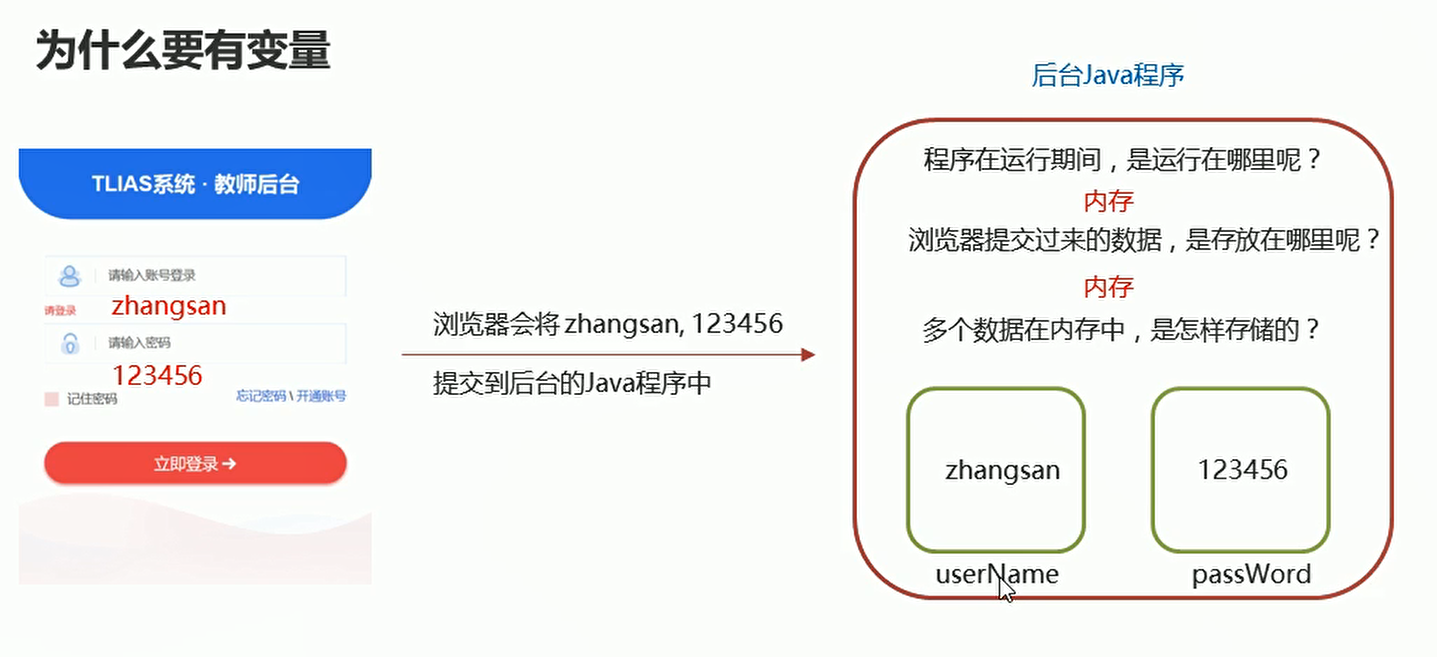 为什么要有变量
TLIAS系统 · 教师后台
请输入账号登录
请登录
zhangsan
请输入密码
123456
记住密码
忘记密码 \ 开通账号
立即登录 →
浏览器会将 zhangsan, 123456
提交到后台的Java程序中
后台Java程序
程序在运行期间，是运行在哪里呢？
内存
浏览器提交过来的数据，是存放在哪里呢？
内存
多个数据在内存中，是怎样存储的？
zhangsan
123456
userName
passWord